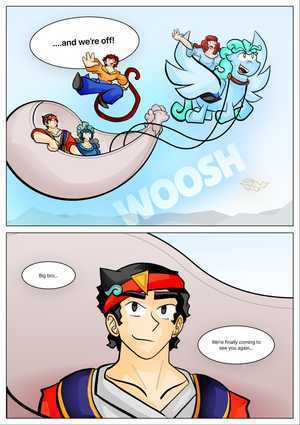 ....and we're off!
WOOSH
Big bro...
We're finally coming to
see you again...